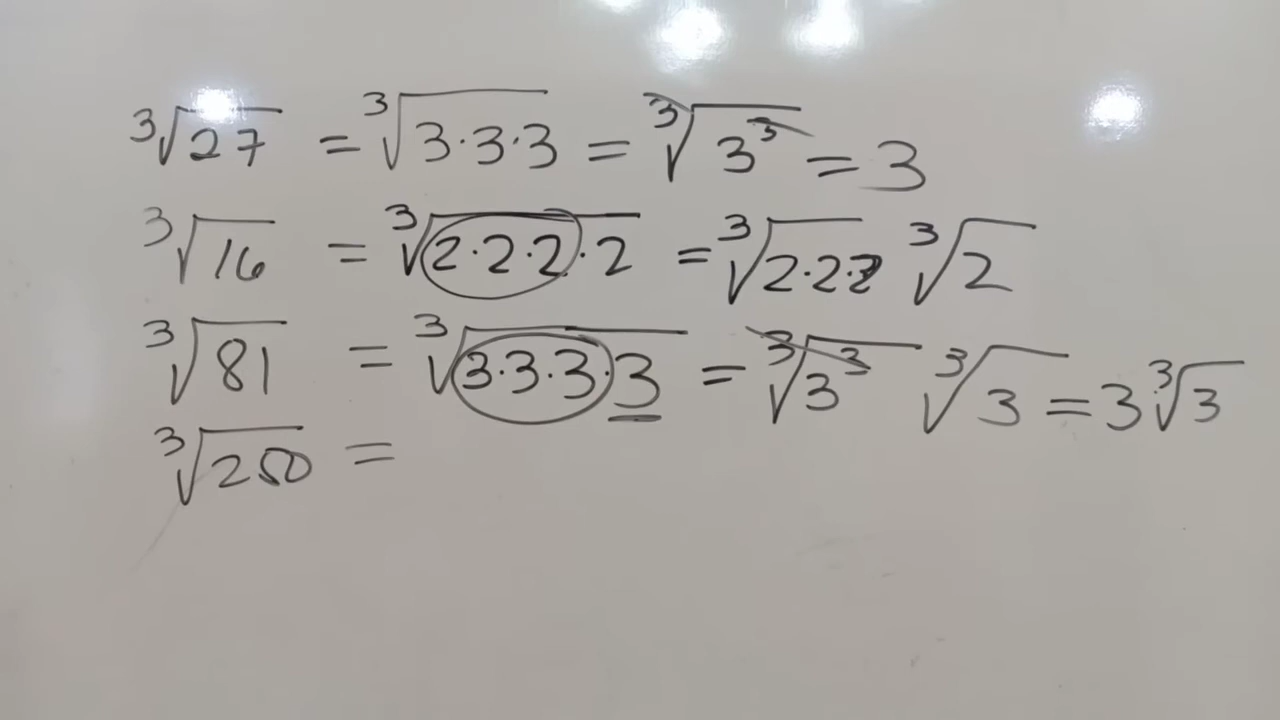 ∛27 = ∛3·3·3 = ∛3³ = 3
∛16 = ∛2·2·2·2 = ∛2·2·2 ∛2
∛81 = ∛3·3·3·3 = ∛3³ ∛3 = 3∛3
∛250 =